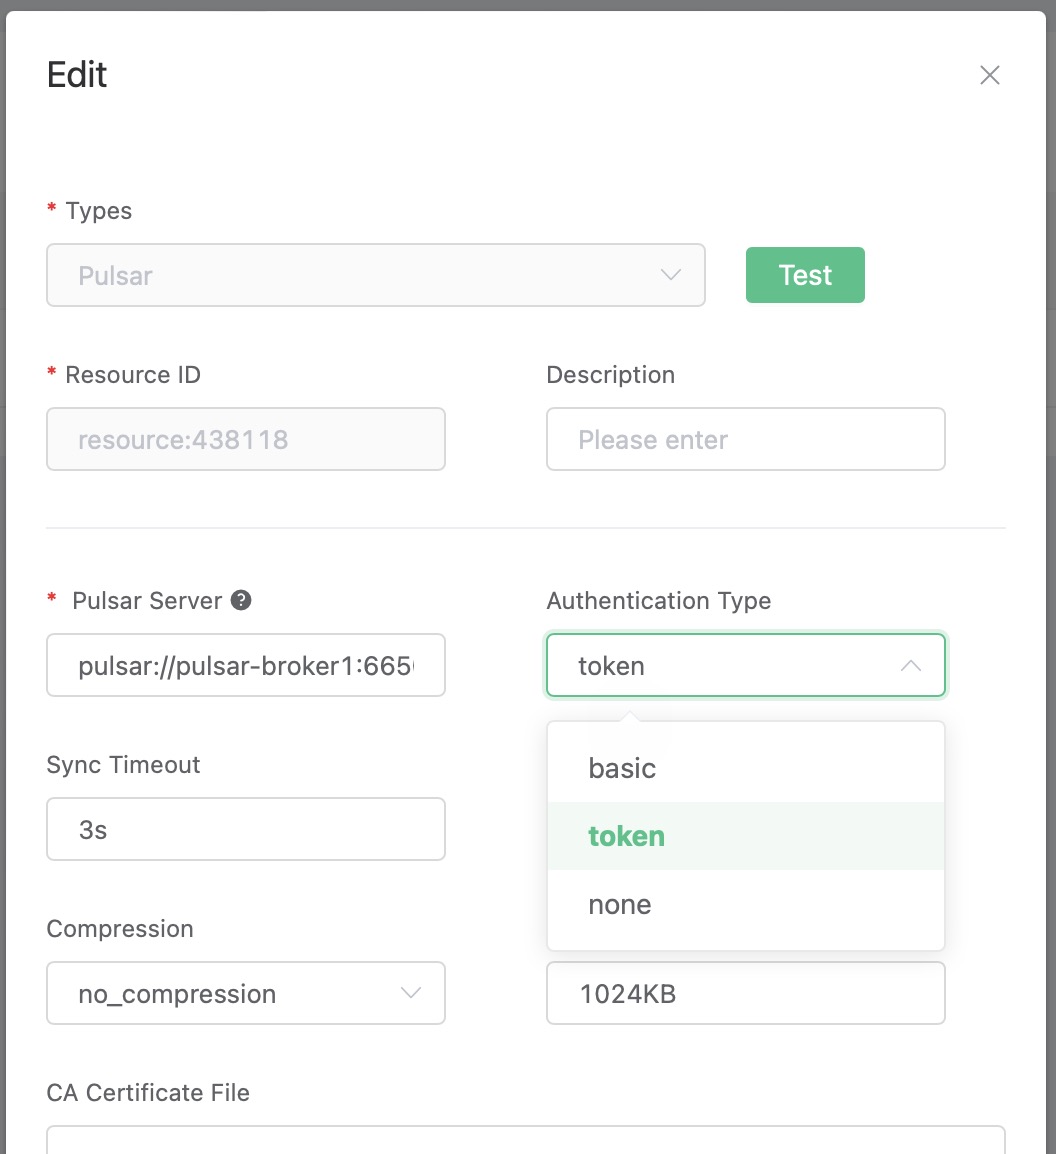 Edit
* Types
Pulsar
Test
* Resource ID
Description
resource:438118
Please enter
* Pulsar Server ?
Authentication Type
pulsar://pulsar-broker1:665
token
basic
token
none
Sync Timeout
3s
Compression
no_compression
1024KB
CA Certificate File